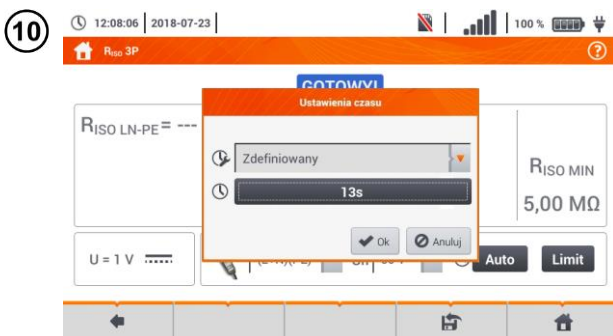 10
12:08:06 2018-07-23 100 %
RISO 3P ?
GOTOWY!
Ustawienia czasu
RISO LN-PE= ---
Zdefiniowany
13s
RISO MIN
5,00 MΩ
Ok Anuluj
U = 1 V
Auto Limit